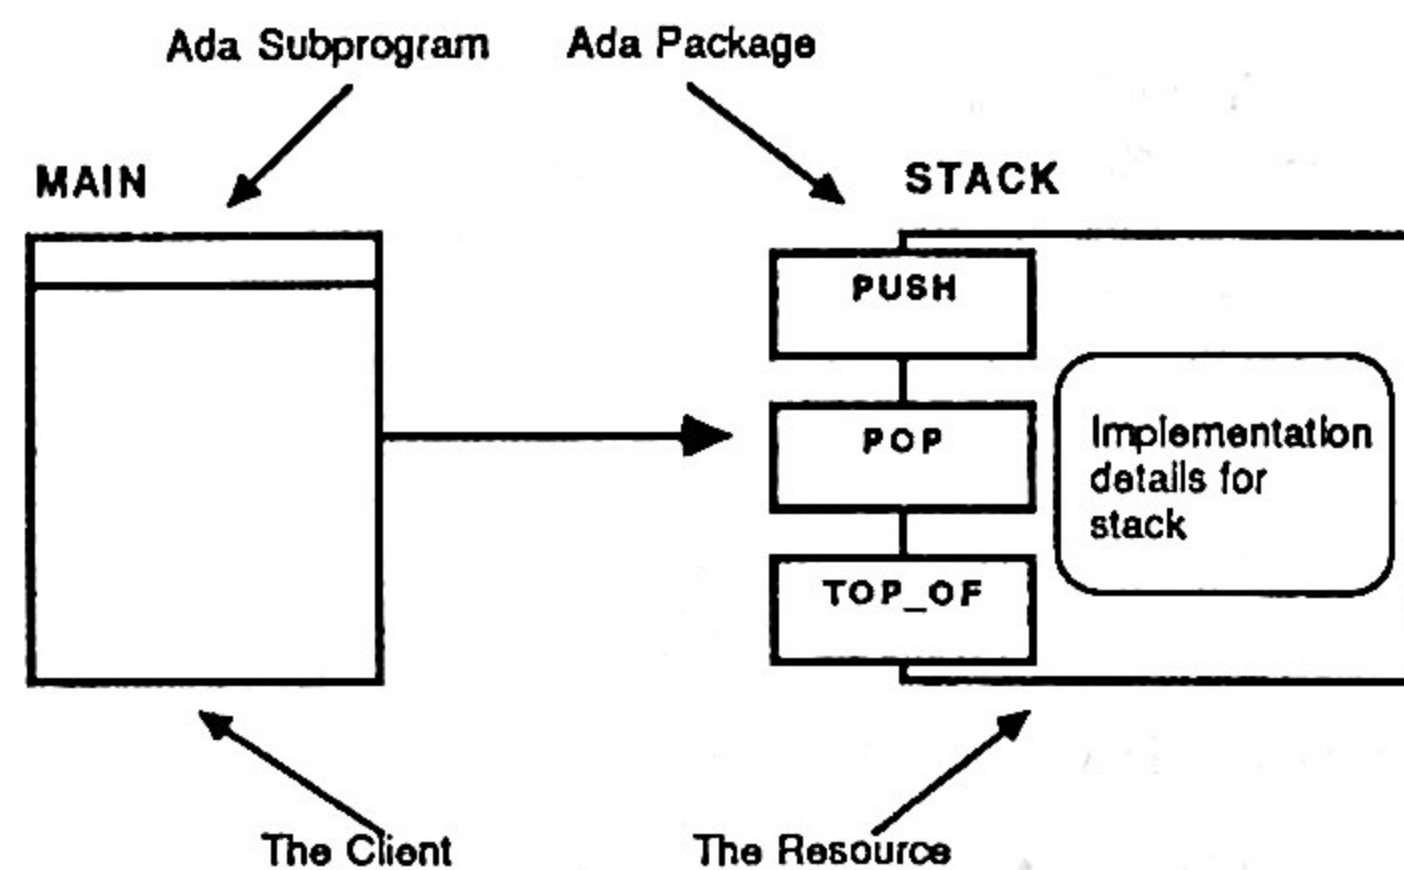 Ada Subprogram
Ada Package
MAIN
STACK
PUSH
POP
TOP_OF
Implementation
details for
stack
The Client
The Resource